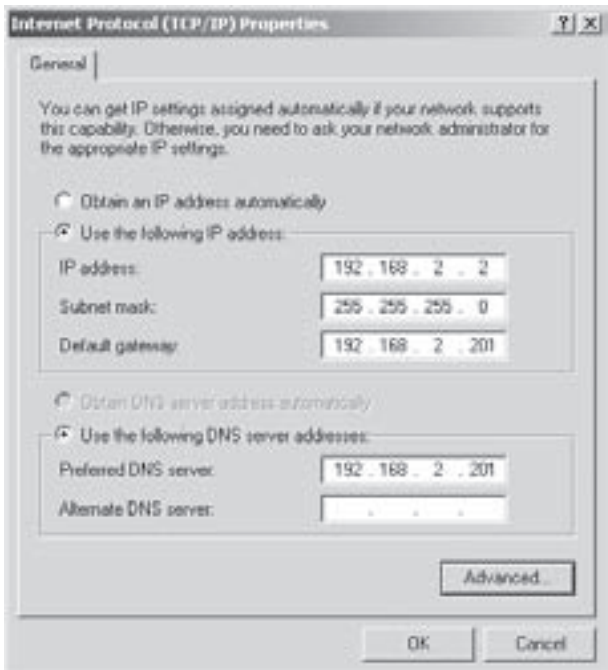 Internet Protocol (TCP/IP) Properties
General
You can get IP settings assigned automatically if your network supports
this capability. Otherwise, you need to ask your network administrator for
the appropriate IP settings.
Obtain an IP address automatically
Use the following IP address:
IP address: 192 . 168 . 2 . 2
Subnet mask: 255 . 255 . 255 . 0
Default gateway: 192 . 168 . 2 . 201
Obtain DNS server address automatically
Use the following DNS server addresses:
Preferred DNS server: 192 . 168 . 2 . 201
Alternate DNS server: . . .
Advanced...
OK Cancel